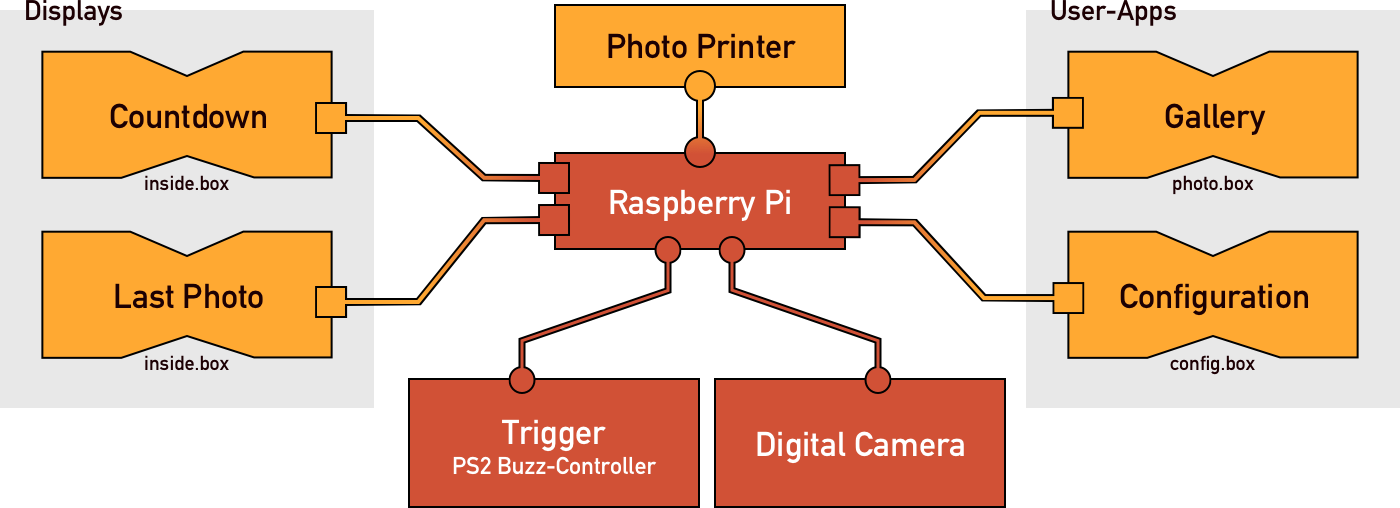 Displays
Countdown
inside.box
Last Photo
inside.box
Photo Printer
Raspberry Pi
Trigger
PS2 Buzz-Controller
Digital Camera
User-Apps
Gallery
photo.box
Configuration
config.box